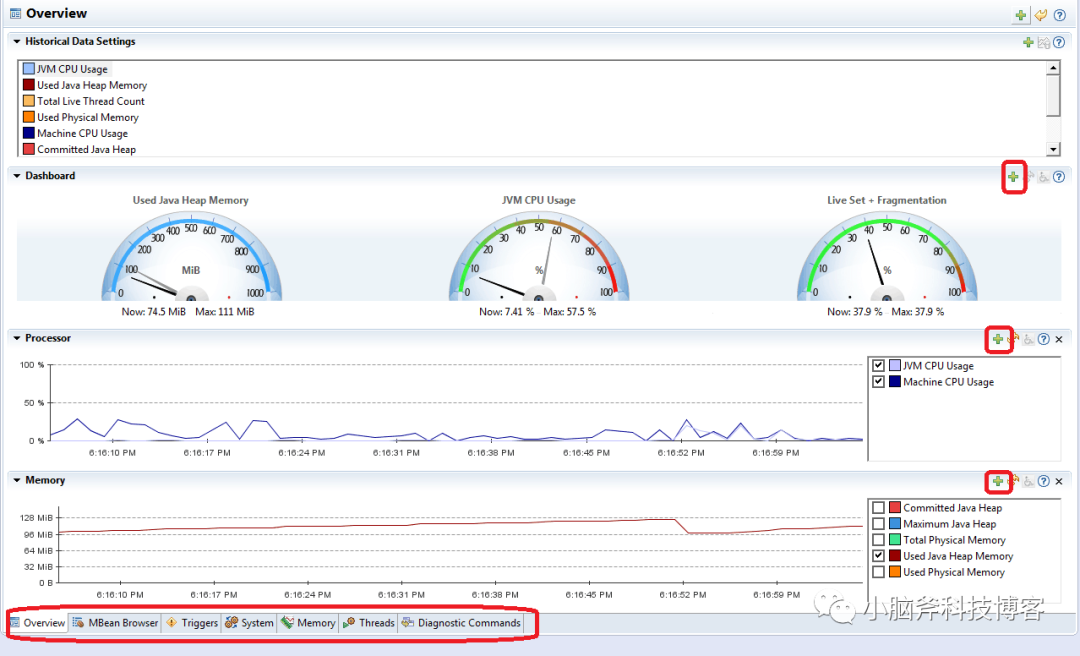 Overview
Historical Data Settings
JVM CPU Usage
Used Java Heap Memory
Total Live Thread Count
Used Physical Memory
Machine CPU Usage
Committed Java Heap
Dashboard
Used Java Heap Memory
0 100 200 300 400 500 600 700 800 900 1000
MiB
Now: 74.5 MiB Max: 111 MiB
JVM CPU Usage
0 10 20 30 40 50 60 70 80 90 100
%
Now: 7.41 % Max: 57.5 %
Live Set + Fragmentation
0 10 20 30 40 50 60 70 80 90 100
%
Now: 37.9 % Max: 37.9 %
Processor
100 %
50 %
0 %
6:16:10 PM 6:16:17 PM 6:16:24 PM 6:16:31 PM 6:16:38 PM 6:16:45 PM 6:16:52 PM 6:16:59 PM
JVM CPU Usage
Machine CPU Usage
Memory
128 MiB
96 MiB
64 MiB
32 MiB
0 B
6:16:10 PM 6:16:17 PM 6:16:24 PM 6:16:31 PM 6:16:38 PM 6:16:45 PM 6:16:52 PM 6:16:59 PM
Committed Java Heap
Maximum Java Heap
Total Physical Memory
Used Java Heap Memory
Used Physical Memory
小脑斧科技博客
Overview MBean Browser Triggers System Memory Threads Diagnostic Commands